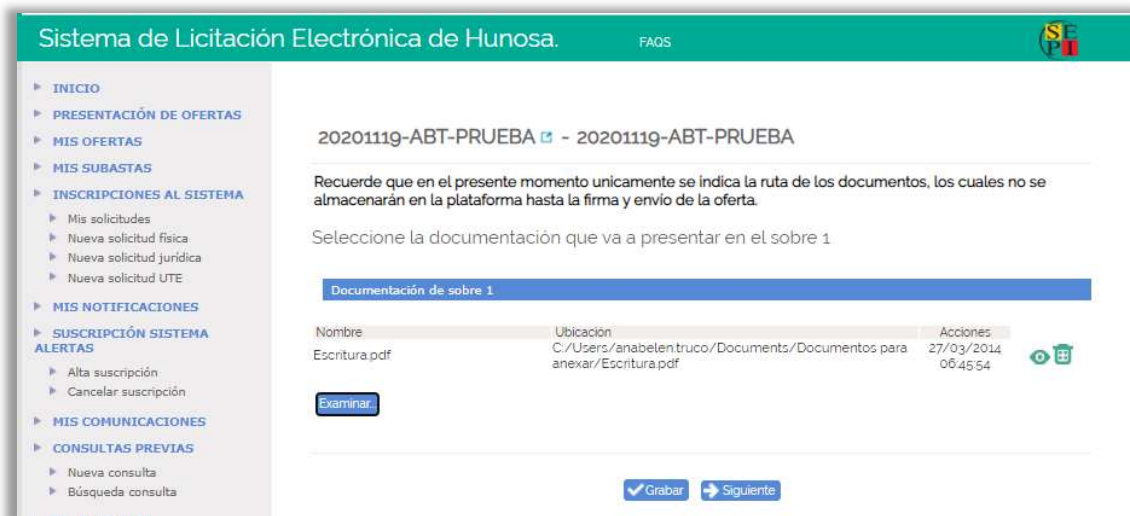 Sistema de Licitación Electrónica de Hunosa.
FAQS
SEPI
INICIO
PRESENTACIÓN DE OFERTAS
MIS OFERTAS
MIS SUBASTAS
INSCRIPCIONES AL SISTEMA
Mis solicitudes
Nueva solicitud física
Nueva solicitud jurídica
Nueva solicitud UTE
MIS NOTIFICACIONES
SUSCRIPCIÓN SISTEMA
ALERTAS
Alta suscripción
Cancelar suscripción
MIS COMUNICACIONES
CONSULTAS PREVIAS
Nueva consulta
Búsqueda consulta
20201119-ABT-PRUEBA - 20201119-ABT-PRUEBA
Recuerde que en el presente momento unicamente se indica la ruta de los documentos, los cuales no se
almacenarán en la plataforma hasta la firma y envío de la oferta.
Seleccione la documentación que va a presentar en el sobre 1
Documentación de sobre 1
Nombre Ubicación Acciones
Escritura.pdf C:/Users/anabelen.truco/Documents/Documentos para 27/03/2014
anexar/Escritura.pdf 06:45:54
Examinar...
Grabar Siguiente